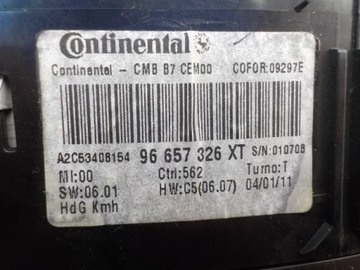 Continental
Continental - CMB B7 CEM00 COFOR:09297E
A2C53408154 96 657 326 XT S/N:010708
MI:00 Ctrl:562 Turno:T
SW:06.01 HW:C5(06.07) 04/01/11
HdG Kmh